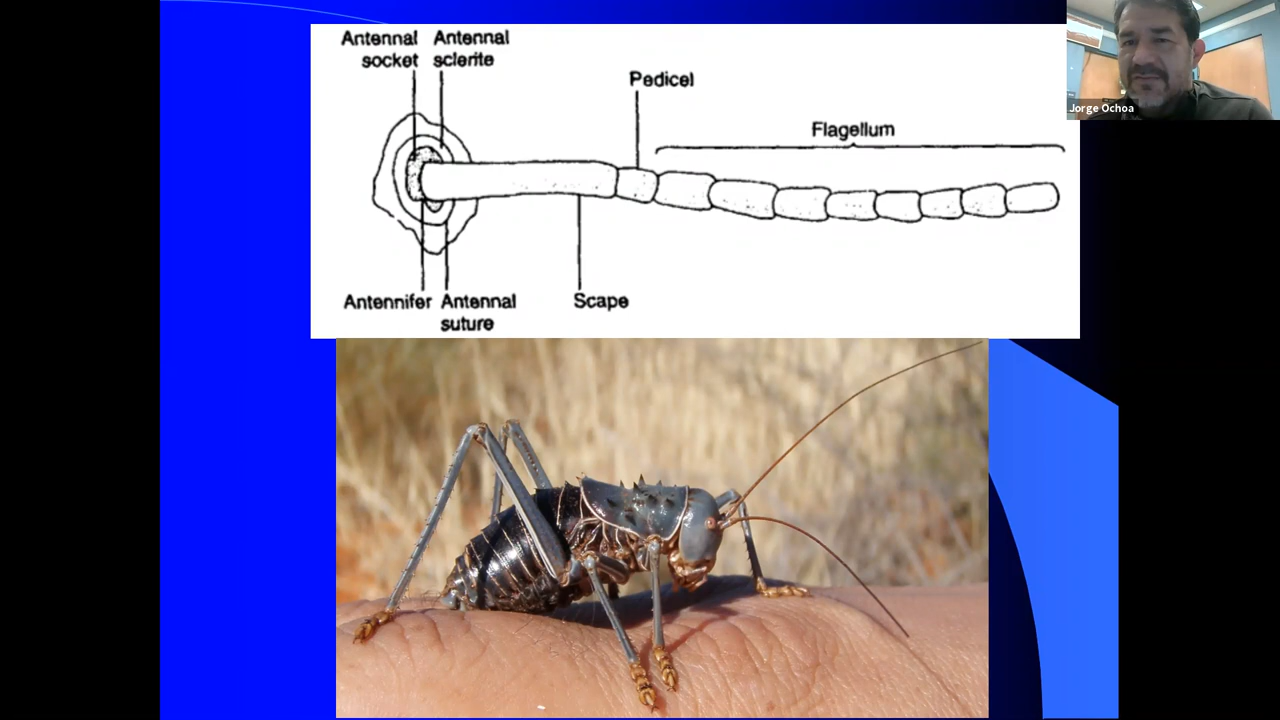 Antennal Antennal
socket sclerite
Pedicel
Flagellum
Antennifer Antennal
suture
Scape
Jorge Ochoa